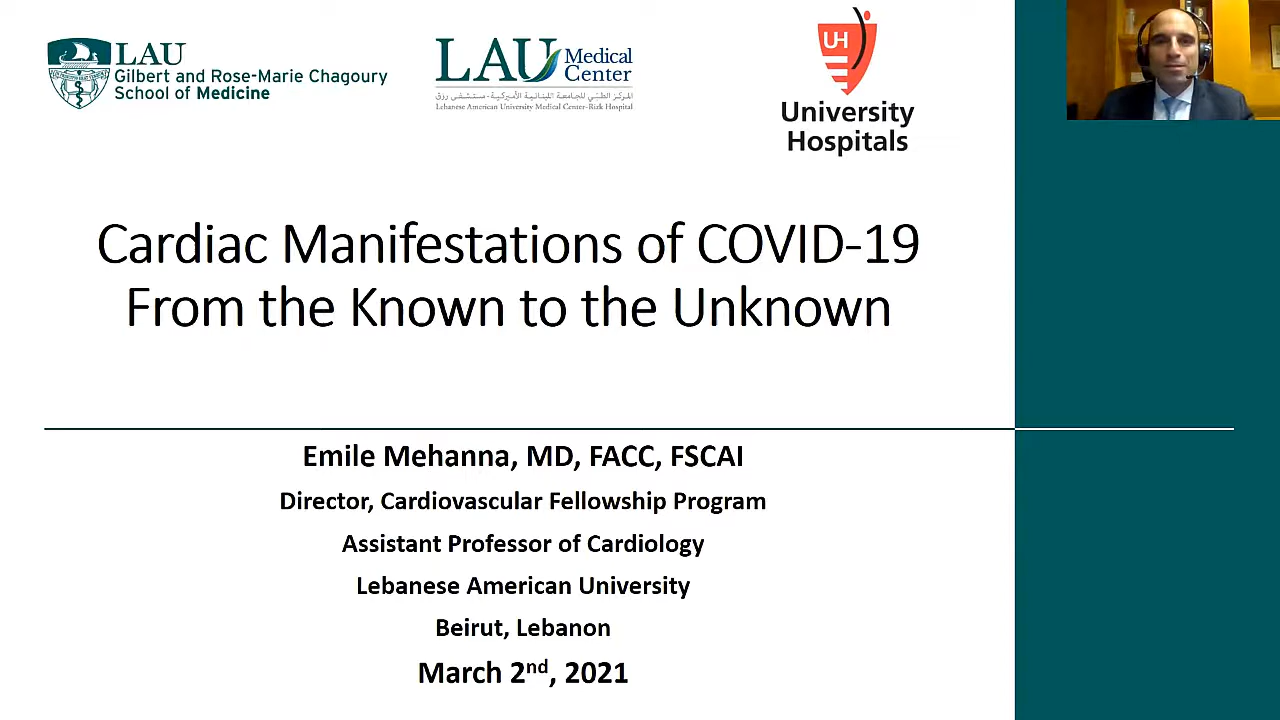 LAU
Gilbert and Rose-Marie Chagoury
School of Medicine
LAU Medical Center
المركز الطبّي للجامعة اللبنانية الأميركية-مستشفى رزق
Lebanese American University Medical Center-Rizk Hospital
UH
University
Hospitals
Cardiac Manifestations of COVID-19
From the Known to the Unknown
Emile Mehanna, MD, FACC, FSCAI
Director, Cardiovascular Fellowship Program
Assistant Professor of Cardiology
Lebanese American University
Beirut, Lebanon
March 2nd, 2021